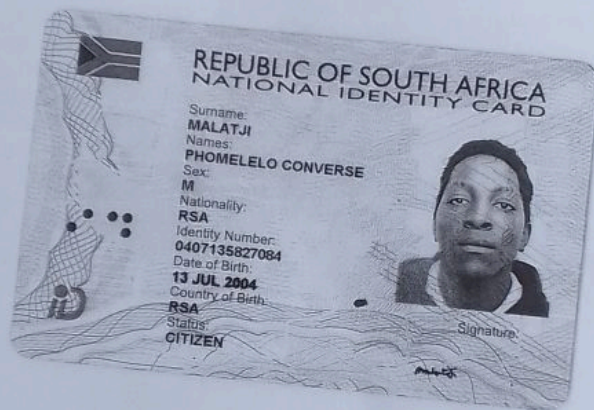 REPUBLIC OF SOUTH AFRICA
NATIONAL IDENTITY CARD
Surname:
MALATJI
Names:
PHOMELELO CONVERSE
Sex:
M
Nationality:
RSA
Identity Number:
0407135827084
Date of Birth:
13 JUL 2004
Country of Birth:
RSA
Status:
CITIZEN
Signature:
iD